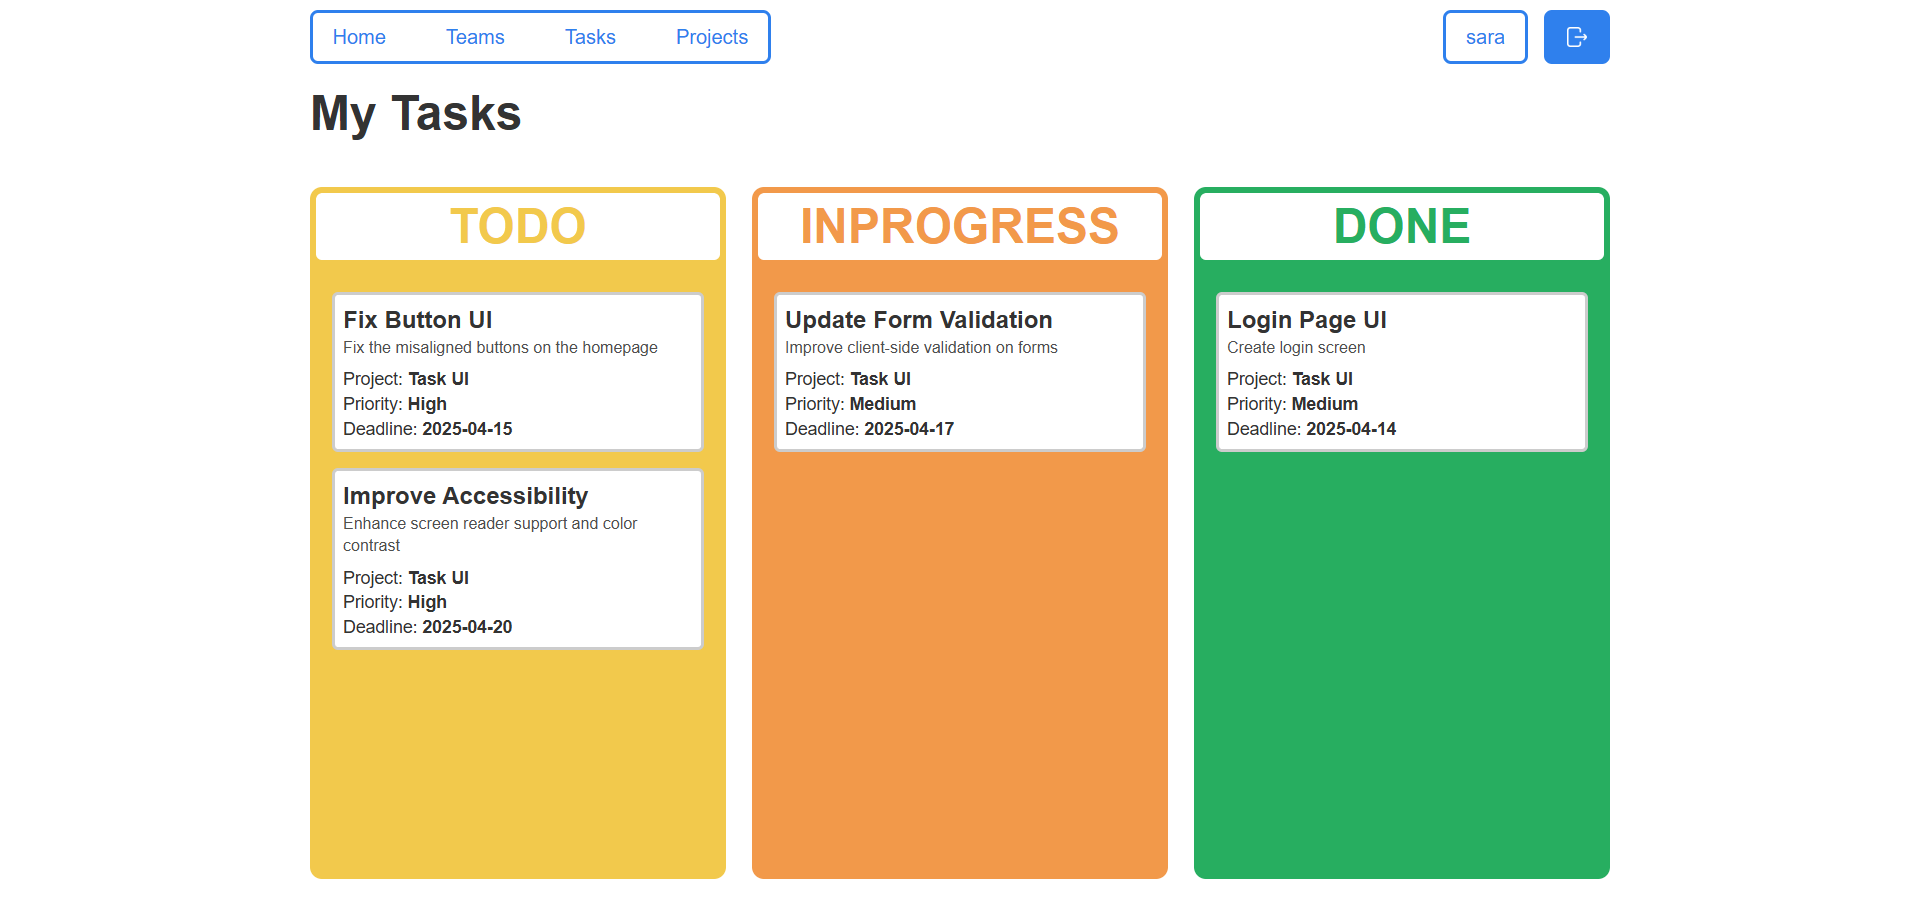 Home Teams Tasks Projects sara
My Tasks
TODO
Fix Button UI
Fix the misaligned buttons on the homepage
Project: Task UI
Priority: High
Deadline: 2025-04-15
Improve Accessibility
Enhance screen reader support and color
contrast
Project: Task UI
Priority: High
Deadline: 2025-04-20
INPROGRESS
Update Form Validation
Improve client-side validation on forms
Project: Task UI
Priority: Medium
Deadline: 2025-04-17
DONE
Login Page UI
Create login screen
Project: Task UI
Priority: Medium
Deadline: 2025-04-14